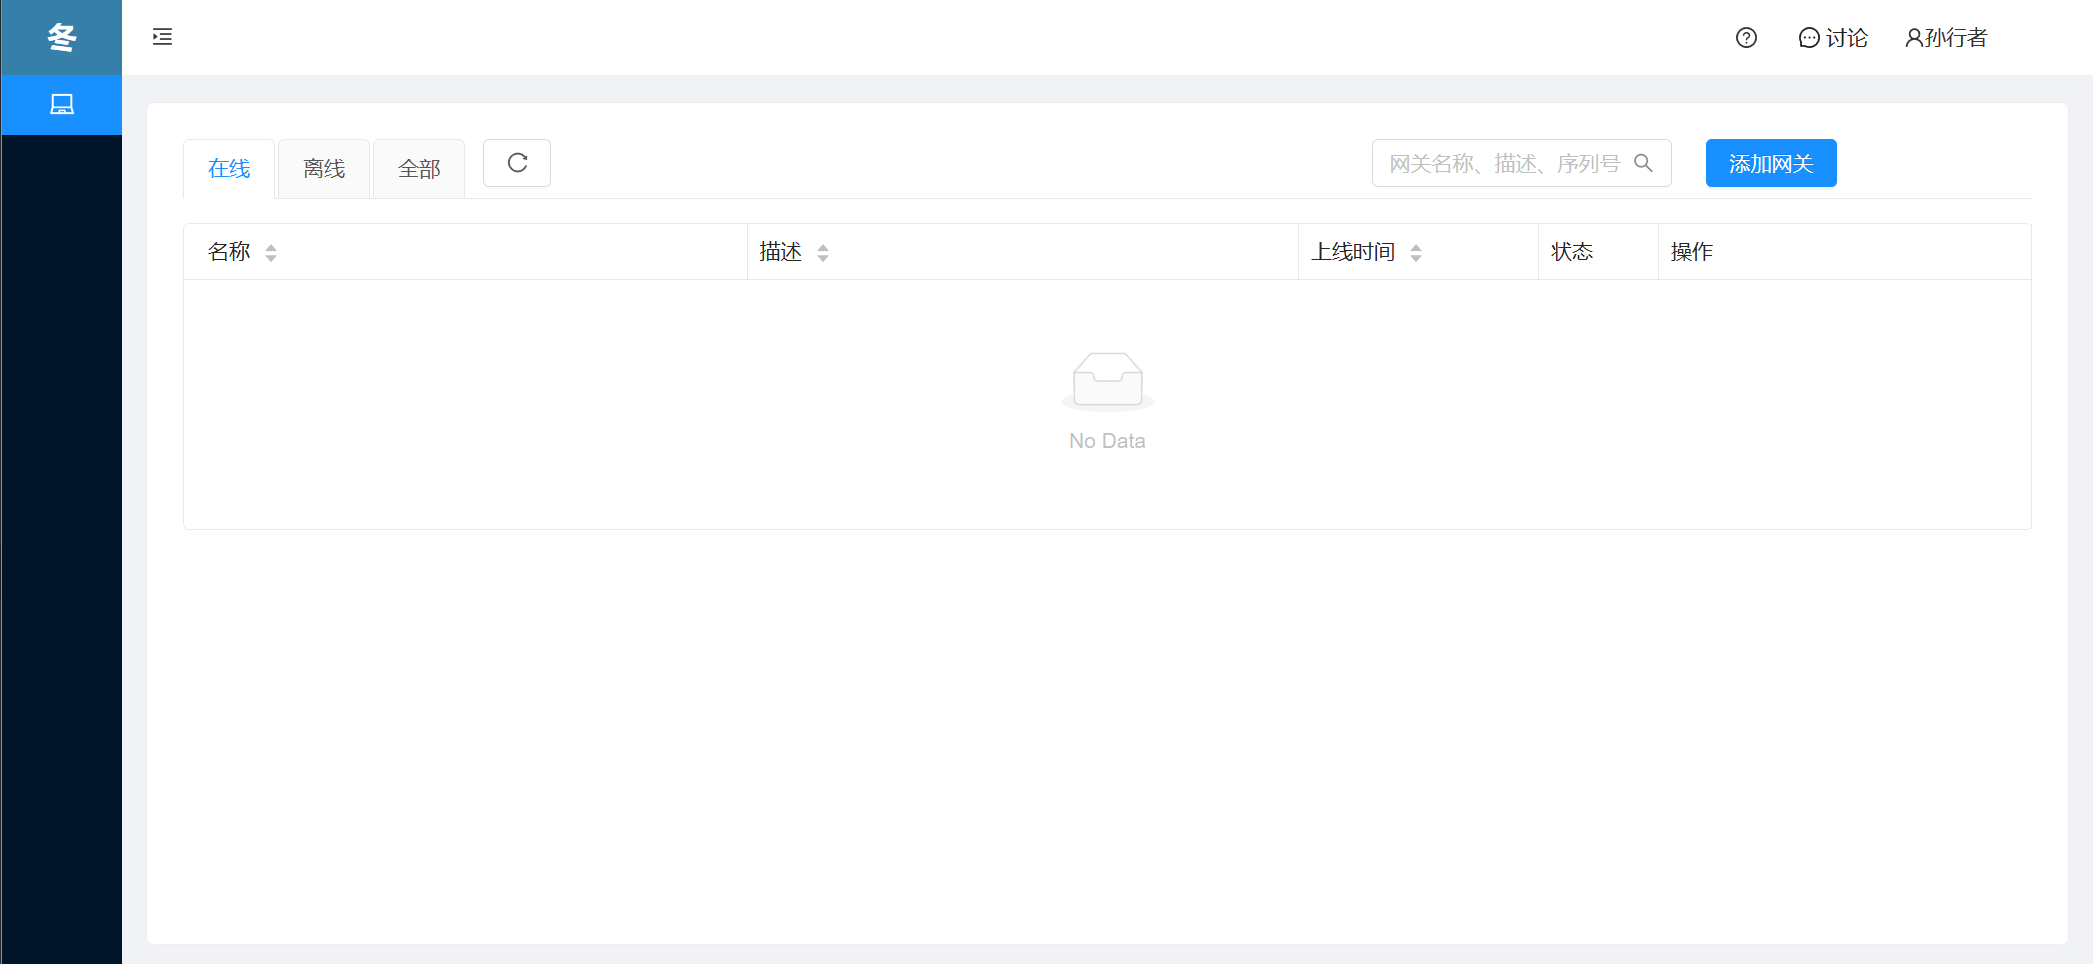 冬
讨论 孙行者
在线 离线 全部 网关名称、描述、序列号 添加网关
名称 描述 上线时间 状态 操作
No Data